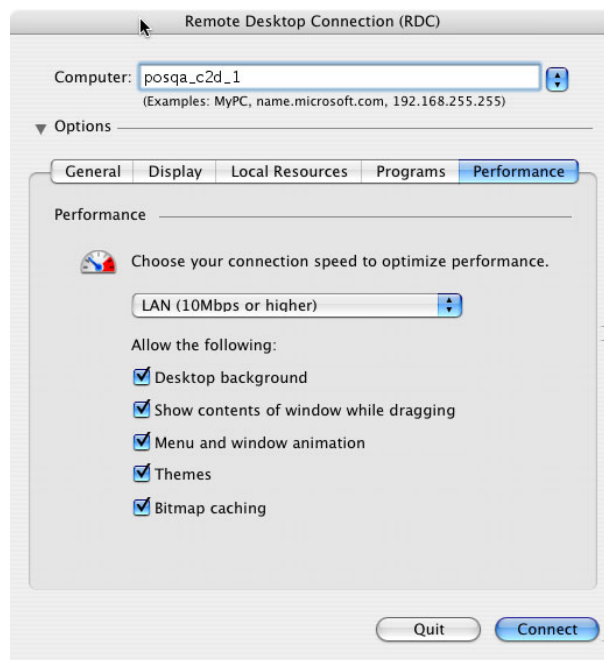 Remote Desktop Connection (RDC)
Computer: posqa_c2d_1
(Examples: MyPC, name.microsoft.com, 192.168.255.255)
Options
General Display Local Resources Programs Performance
Performance
Choose your connection speed to optimize performance.
LAN (10Mbps or higher)
Allow the following:
Desktop background
Show contents of window while dragging
Menu and window animation
Themes
Bitmap caching
Quit Connect